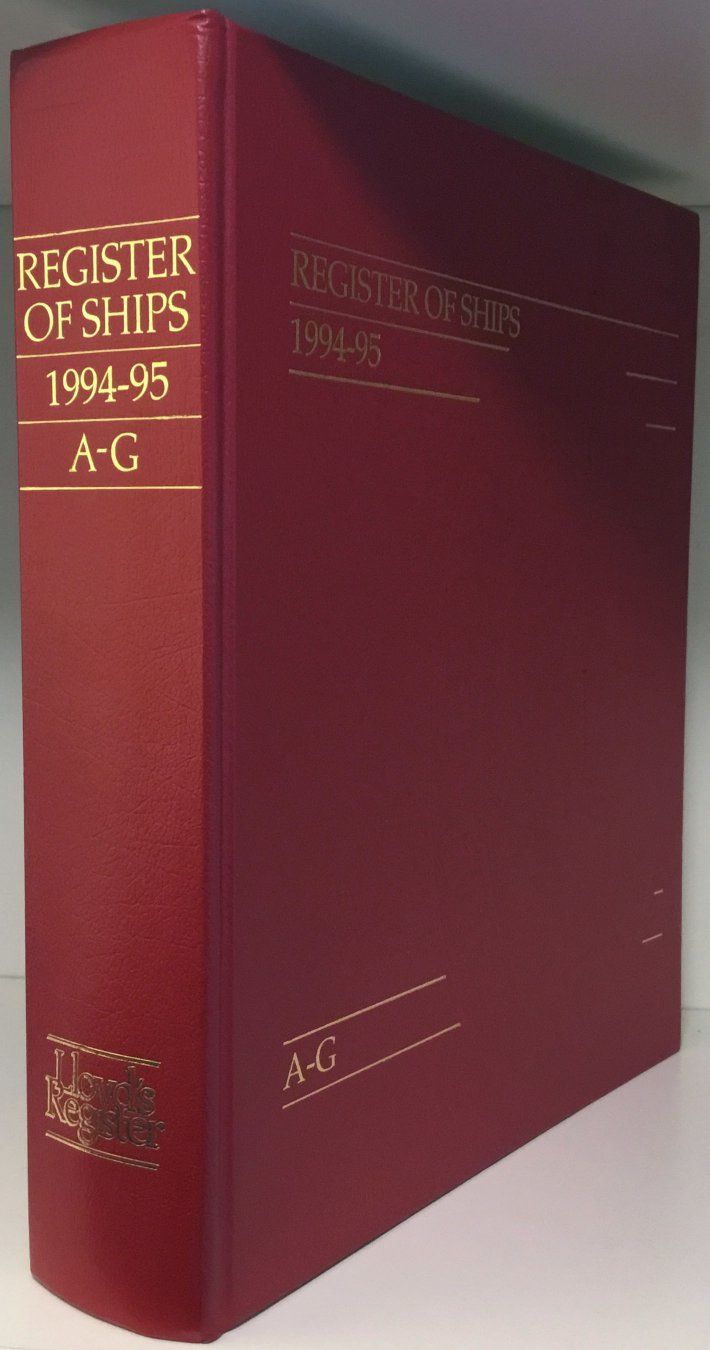 REGISTER
OF SHIPS
1994-95
A-G
Lloyd's
Register
REGISTER OF SHIPS
1994-95
A-G